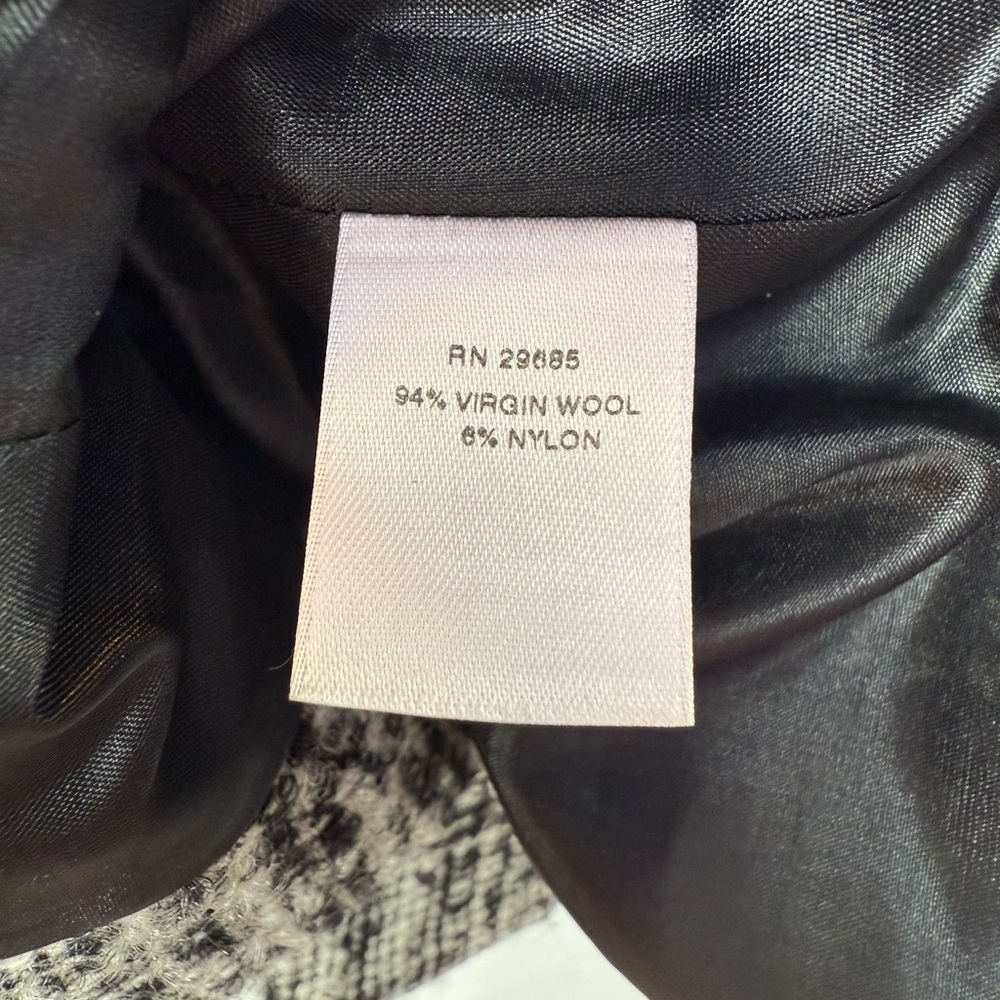 RN 29685
94% VIRGIN WOOL
6% NYLON